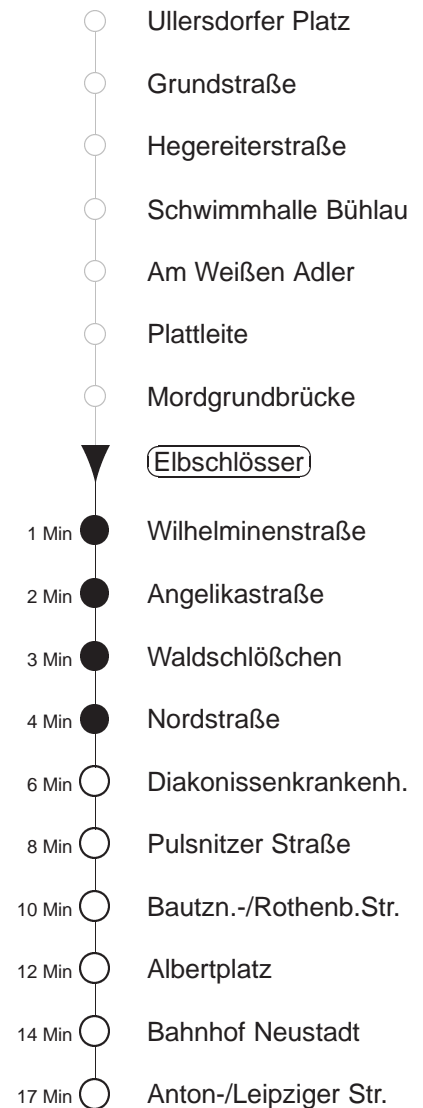 Ullersdorfer Platz
Grundstraße
Hegereiterstraße
Schwimmhalle Bühlau
Am Weißen Adler
Plattleite
Mordgrundbrücke
Elbschlösser
1 Min Wilhelminenstraße
2 Min Angelikastraße
3 Min Waldschlößchen
4 Min Nordstraße
6 Min Diakonissenkrankenh.
8 Min Pulsnitzer Straße
10 Min Bautzn.-/Rothenb.Str.
12 Min Albertplatz
14 Min Bahnhof Neustadt
17 Min Anton-/Leipziger Str.